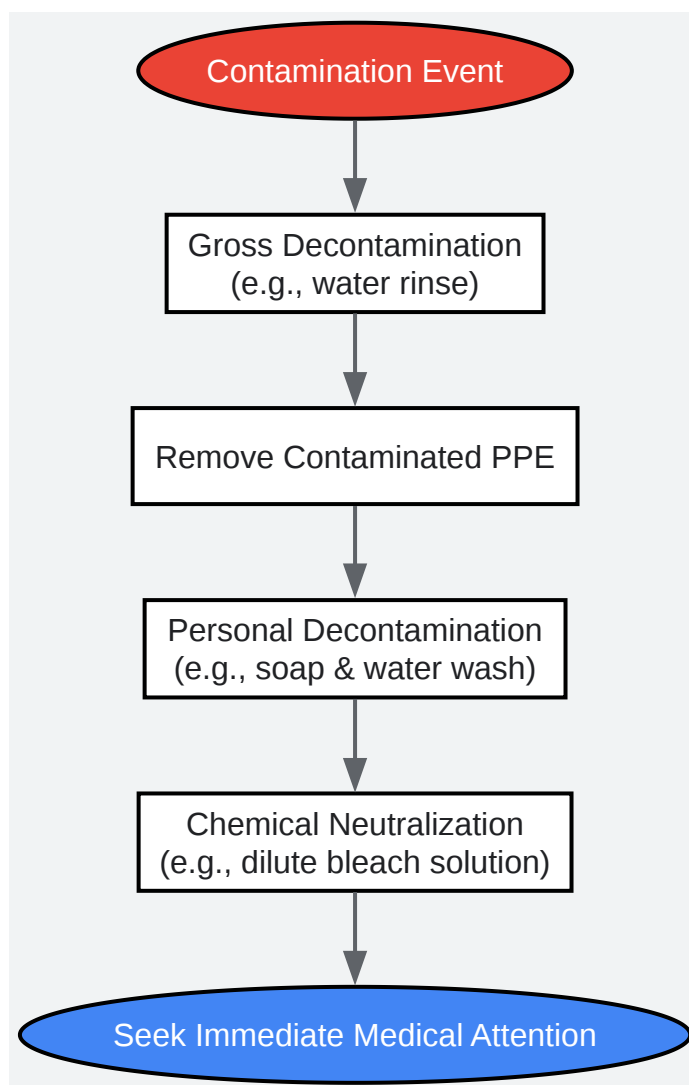 Contamination Event
Gross Decontamination
(e.g., water rinse)
Remove Contaminated PPE
Personal Decontamination
(e.g., soap & water wash)
Chemical Neutralization
(e.g., dilute bleach solution)
Seek Immediate Medical Attention